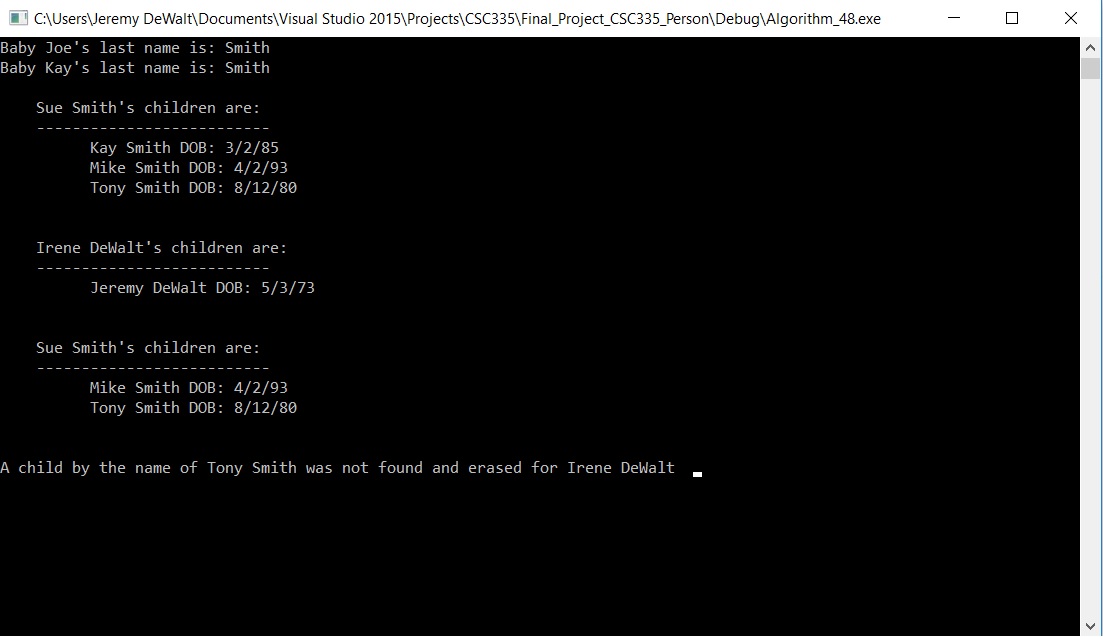 C:\Users\Jeremy DeWalt\Documents\Visual Studio 2015\Projects\CSC335\Final_Project_CSC335_Person\Debug\Algorithm_48.exe
Baby Joe's last name is: Smith
Baby Kay's last name is: Smith
Sue Smith's children are:
--------------------------
Kay Smith DOB: 3/2/85
Mike Smith DOB: 4/2/93
Tony Smith DOB: 8/12/80
Irene DeWalt's children are:
--------------------------
Jeremy DeWalt DOB: 5/3/73
Sue Smith's children are:
--------------------------
Mike Smith DOB: 4/2/93
Tony Smith DOB: 8/12/80
A child by the name of Tony Smith was not found and erased for Irene DeWalt